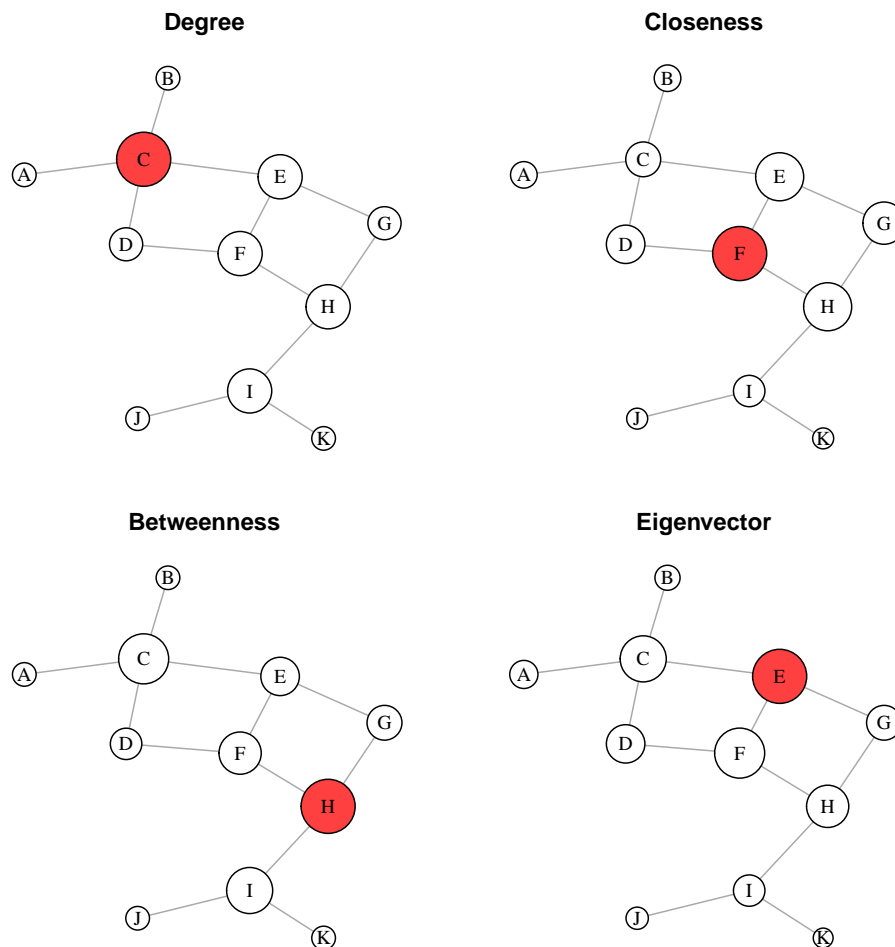 Degree
B
A
C
E
D
F
G
H
I
J
K
Closeness
B
A
C
E
D
F
G
H
I
J
K
Betweenness
B
A
C
E
D
F
G
H
I
J
K
Eigenvector
B
A
C
E
D
F
G
H
I
J
K